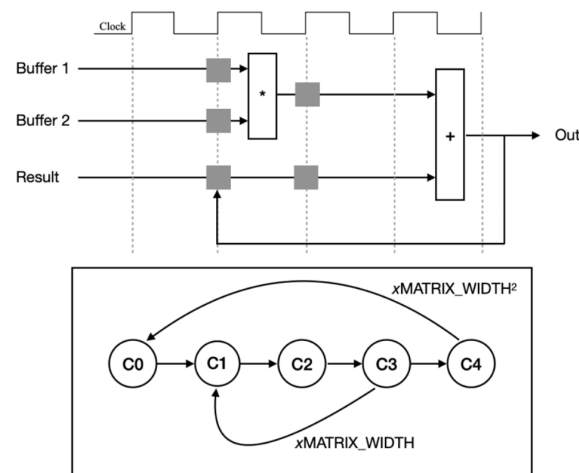 Clock
Buffer 1
*
Buffer 2
+
Out
Result
xMATRIX_WIDTH²
C0
C1
C2
C3
C4
xMATRIX_WIDTH